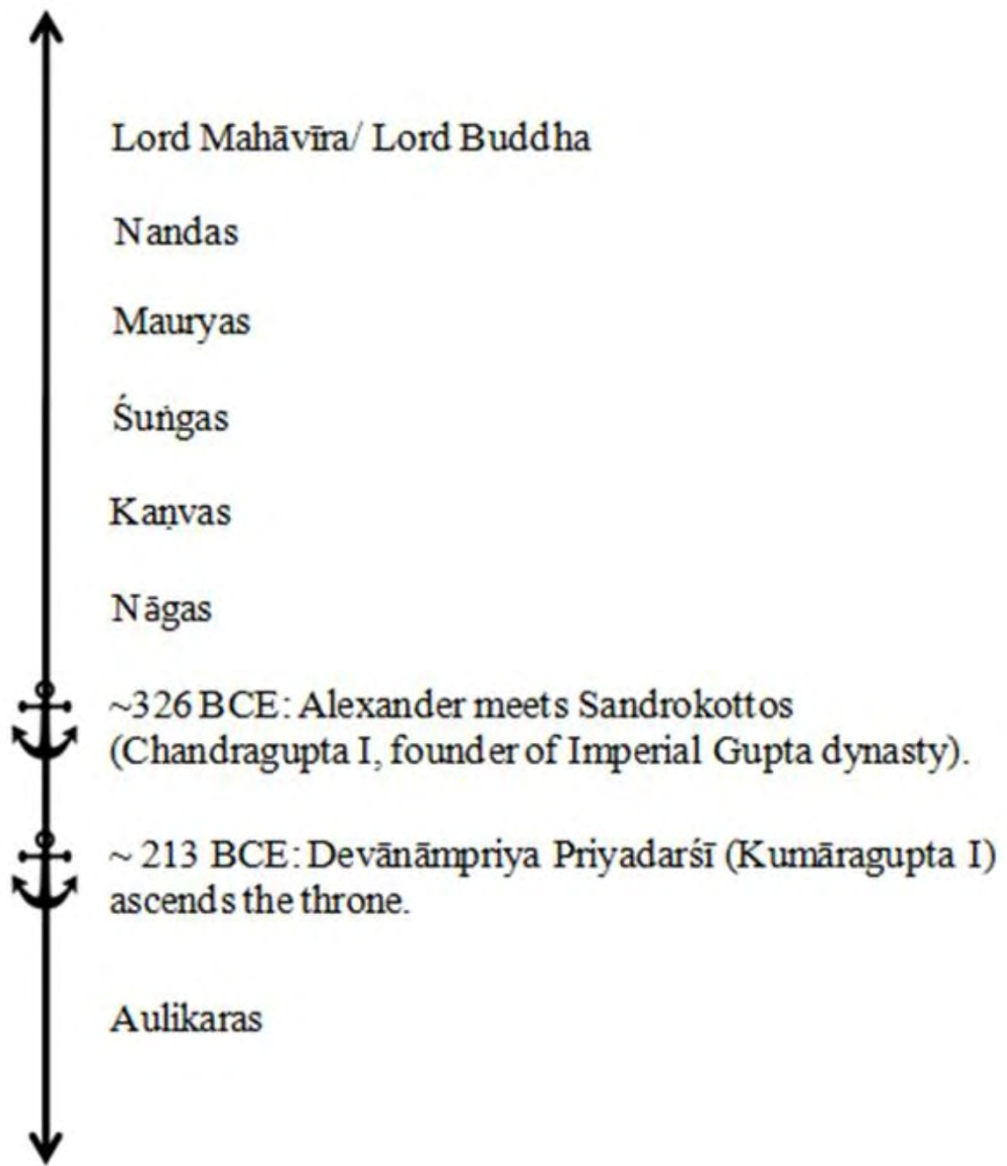 Lord Mahāvīra/ Lord Buddha
Nandas
Mauryas
Śuṅgas
Kaṇvas
Nāgas
~326 BCE: Alexander meets Sandrokottos
(Chandragupta I, founder of Imperial Gupta dynasty).
~ 213 BCE: Devānāmpriya Priyadarśī (Kumāragupta I)
ascends the throne.
Aulikaras